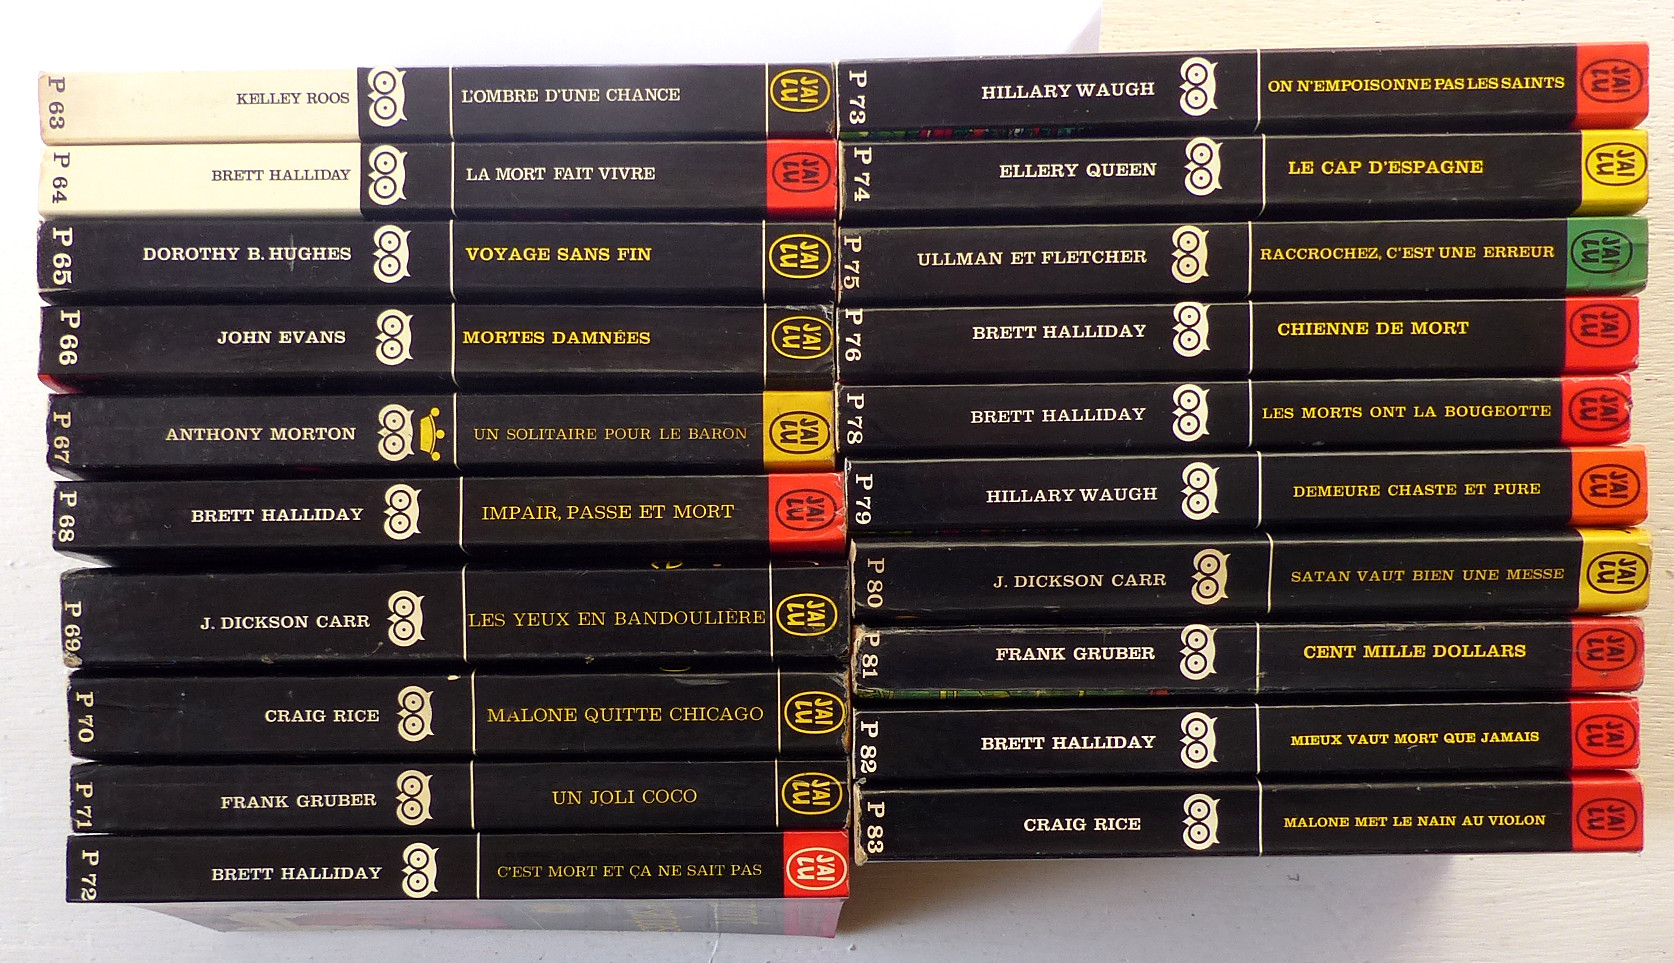 P 63 KELLEY ROOS L'OMBRE D'UNE CHANCE J'AI LU
P 64 BRETT HALLIDAY LA MORT FAIT VIVRE J'AI LU
P 65 DOROTHY B. HUGHES VOYAGE SANS FIN J'AI LU
P 66 JOHN EVANS MORTES DAMNÉES J'AI LU
P 67 ANTHONY MORTON UN SOLITAIRE POUR LE BARON J'AI LU
P 68 BRETT HALLIDAY IMPAIR, PASSE ET MORT J'AI LU
P 69 J. DICKSON CARR LES YEUX EN BANDOULIÈRE J'AI LU
P 70 CRAIG RICE MALONE QUITTE CHICAGO J'AI LU
P 71 FRANK GRUBER UN JOLI COCO J'AI LU
P 72 BRETT HALLIDAY C'EST MORT ET ÇA NE SAIT PAS J'AI LU
P 73 HILLARY WAUGH ON N'EMPOISONNE PAS LES SAINTS J'AI LU
P 74 ELLERY QUEEN LE CAP D'ESPAGNE J'AI LU
P 75 ULLMAN ET FLETCHER RACCROCHEZ, C'EST UNE ERREUR J'AI LU
P 76 BRETT HALLIDAY CHIENNE DE MORT J'AI LU
P 78 BRETT HALLIDAY LES MORTS ONT LA BOUGEOTTE J'AI LU
P 79 HILLARY WAUGH DEMEURE CHASTE ET PURE J'AI LU
P 80 J. DICKSON CARR SATAN VAUT BIEN UNE MESSE J'AI LU
P 81 FRANK GRUBER CENT MILLE DOLLARS J'AI LU
P 82 BRETT HALLIDAY MIEUX VAUT MORT QUE JAMAIS J'AI LU
P 83 CRAIG RICE MALONE MET LE NAIN AU VIOLON J'AI LU